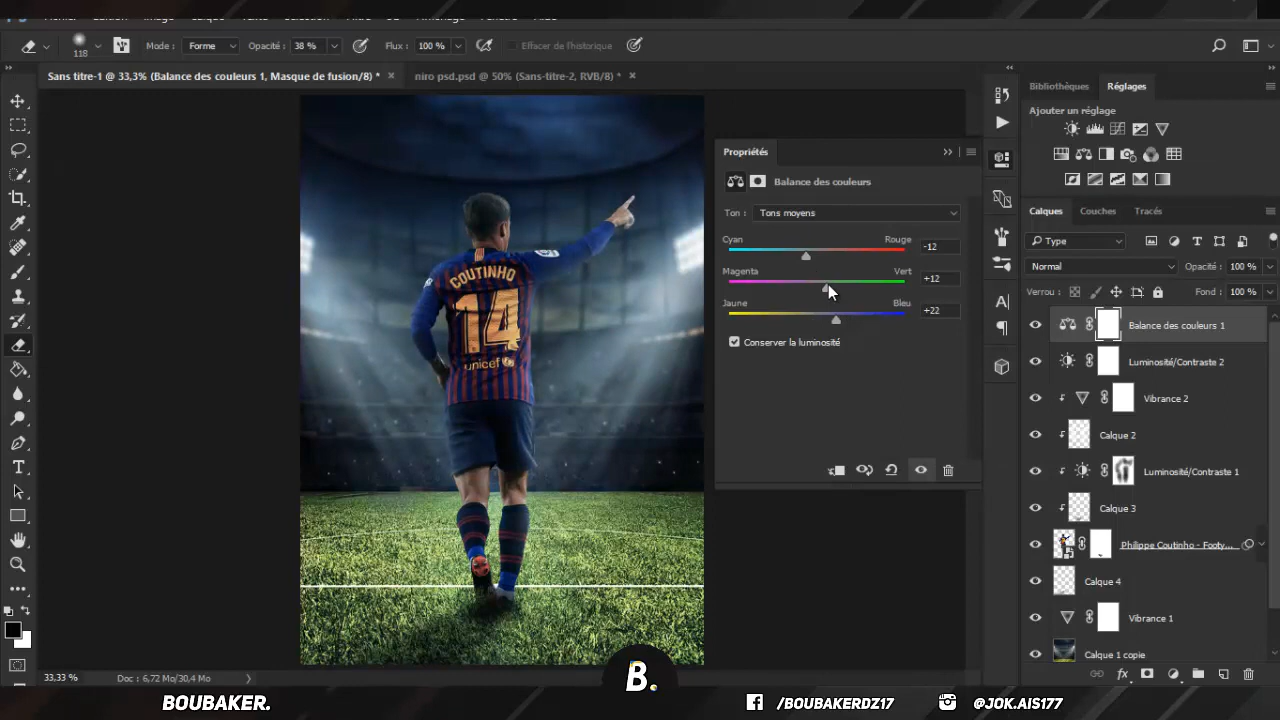 Mode :
Forme
Opacité :
38 %
Flux :
100 %
Effacer de l'historique
118
Sans titre-1 @ 33,3% (Balance des couleurs 1, Masque de fusion/8) *
niro psd.psd @ 50% (Sans-titre-2, RVB/8) *
Bibliothèques
Réglages
Ajouter un réglage
Propriétés
Balance des couleurs
Ton :
Tons moyens
Cyan
Rouge
-12
Magenta
Vert
+12
Jaune
Bleu
+22
Conserver la luminosité
Calques
Couches
Tracés
Type
Normal
Opacité :
100 %
Verrou :
Fond :
100 %
Balance des couleurs 1
Luminosité/Contraste 2
Vibrance 2
Calque 2
Luminosité/Contraste 1
Calque 3
Philippe Coutinho - Footy...
Calque 4
Vibrance 1
Calque 1 copie
COUTINHO
14
unicef
33,33 %
Doc : 6,72 Mo/30,4 Mo
B.
BOUBAKER.
/BOUBAKERDZ17
@JOK.AIS177